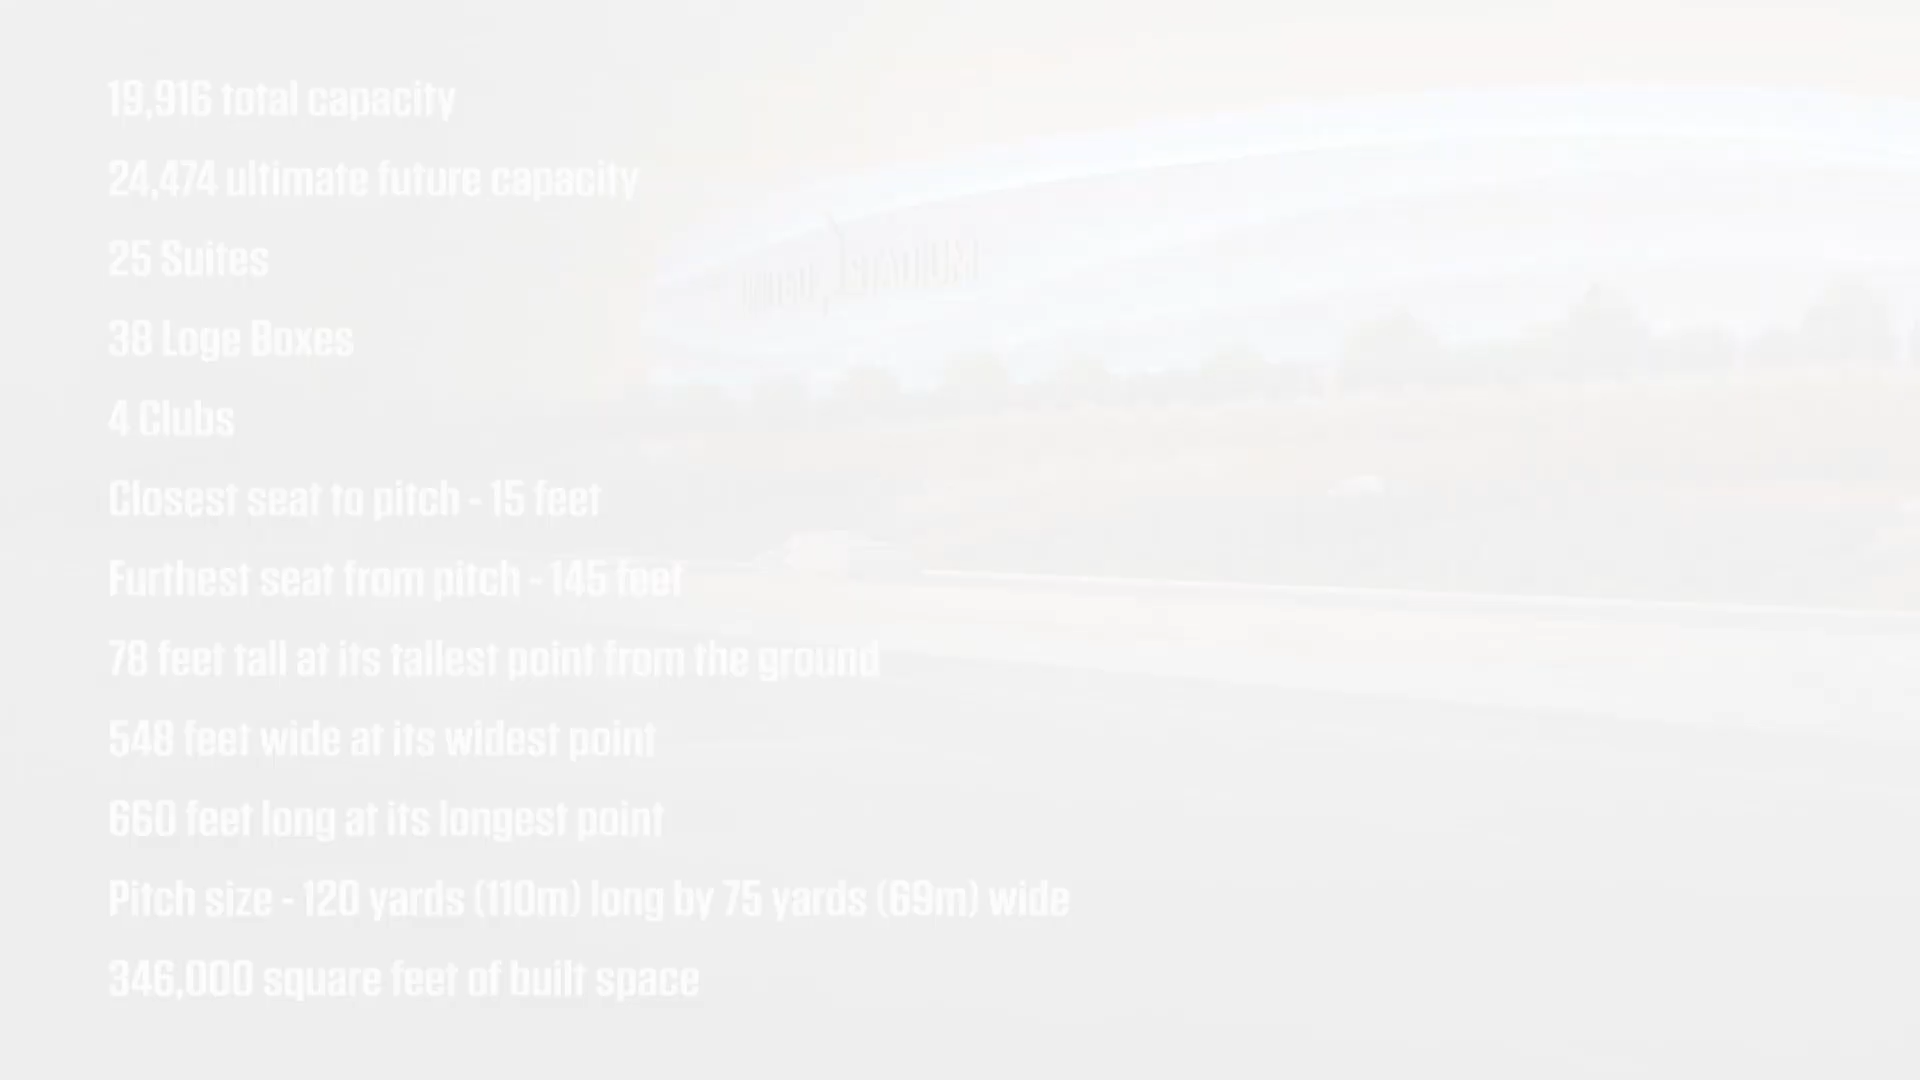 19,916 total capacity
24,474 ultimate future capacity
25 Suites
38 Loge Boxes
4 Clubs
Closest seat to pitch - 15 feet
Furthest seat from pitch - 145 feet
78 feet tall at its tallest point from the ground
548 feet wide at its widest point
660 feet long at its longest point
Pitch size - 120 yards (110m) long by 75 yards (69m) wide
346,000 square feet of built space
STADIUM